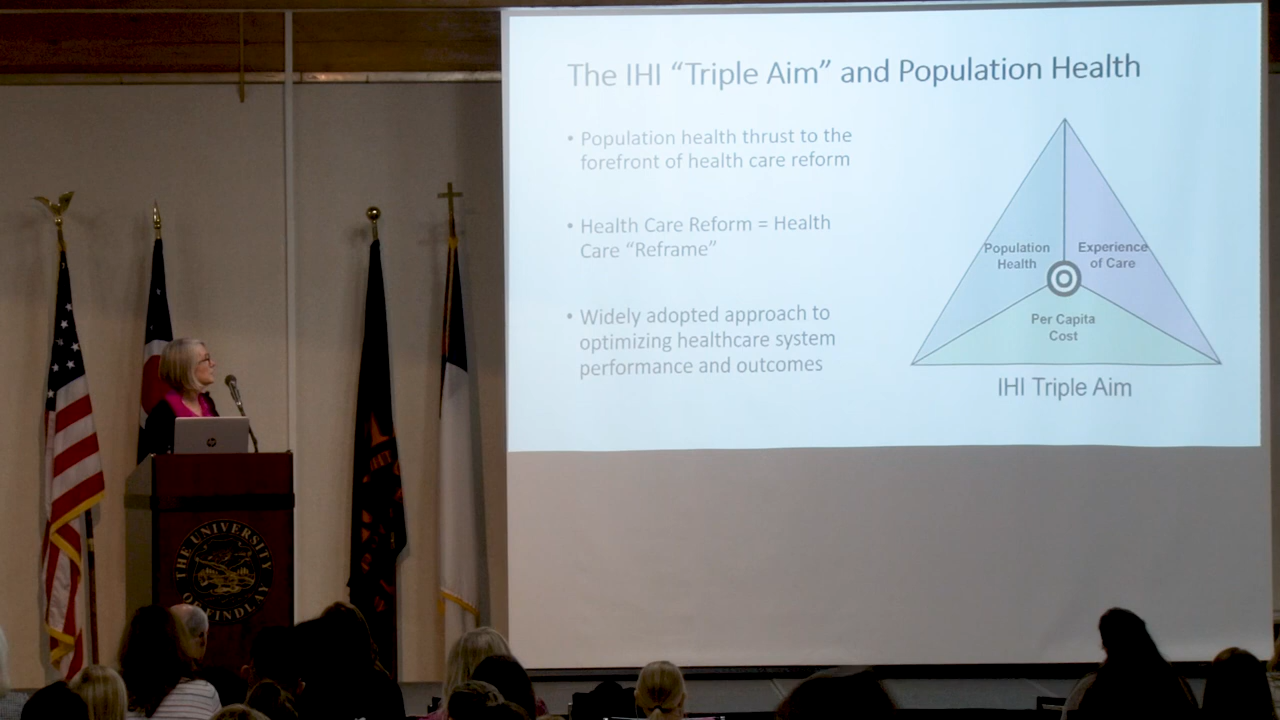 The IHI “Triple Aim” and Population Health
• Population health thrust to the
forefront of health care reform
• Health Care Reform = Health
Care “Reframe”
• Widely adopted approach to
optimizing healthcare system
performance and outcomes
Population
Health
Experience
of Care
Per Capita
Cost
IHI Triple Aim
hp
THE UNIVERSITY
OF FINDLAY